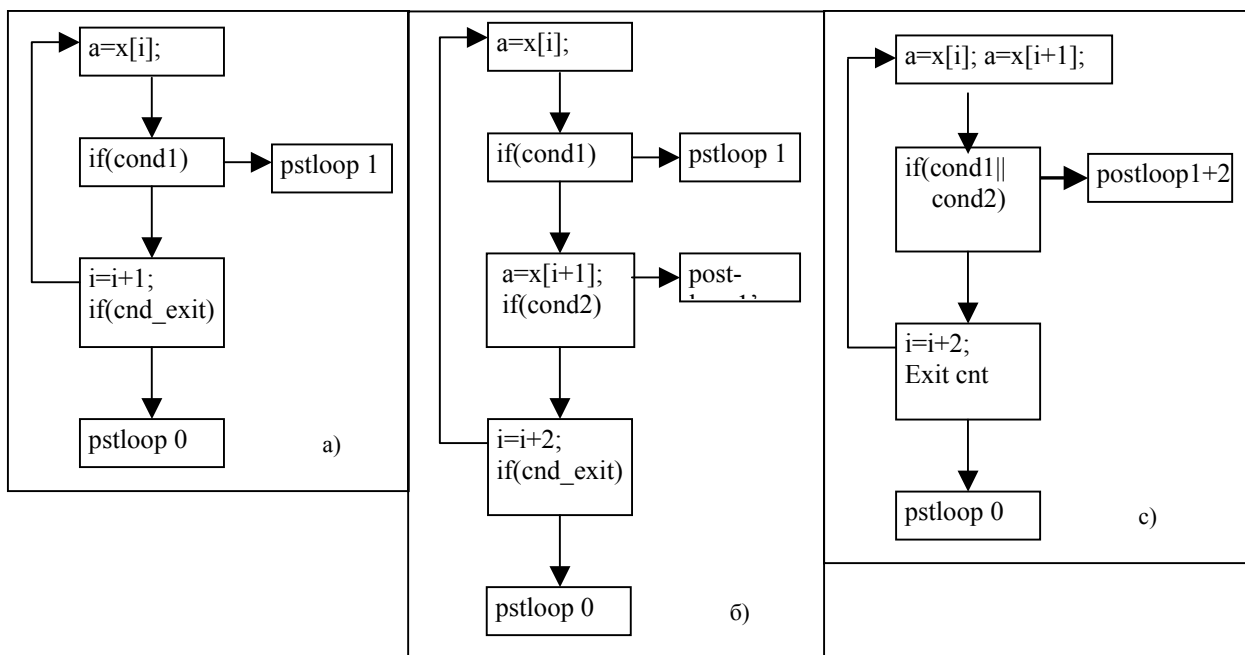 a=x[i];
if(cond1)
pstloop 1
i=i+1;
if(cnd_exit)
pstloop 0
а)
a=x[i];
if(cond1)
pstloop 1
a=x[i+1];
if(cond2)
post-
i=i+2;
if(cnd_exit)
pstloop 0
б)
a=x[i]; a=x[i+1];
if(cond1||
cond2)
postloop1+2
i=i+2;
Exit cnt
pstloop 0
с)